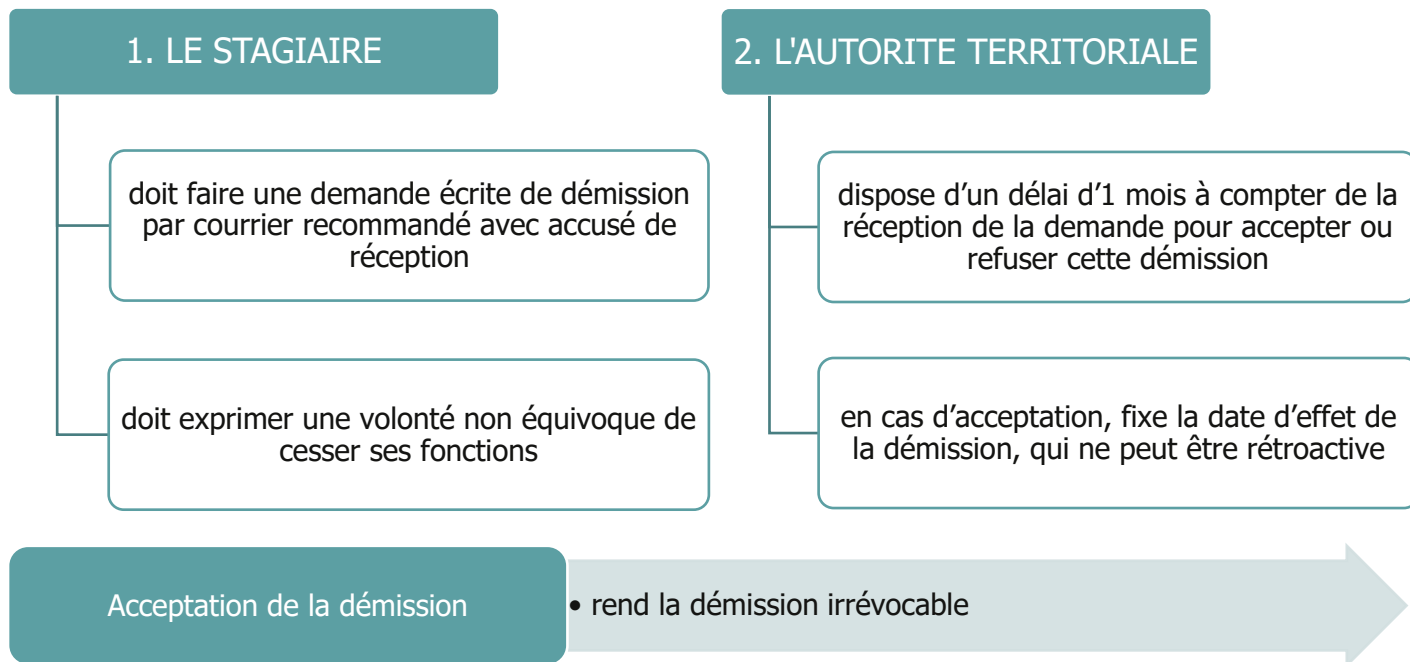 1. LE STAGIAIRE
doit faire une demande écrite de démission
par courrier recommandé avec accusé de
réception
doit exprimer une volonté non équivoque de
cesser ses fonctions
2. L'AUTORITE TERRITORIALE
dispose d’un délai d’1 mois à compter de la
réception de la demande pour accepter ou
refuser cette démission
en cas d’acceptation, fixe la date d’effet de
la démission, qui ne peut être rétroactive
Acceptation de la démission
• rend la démission irrévocable